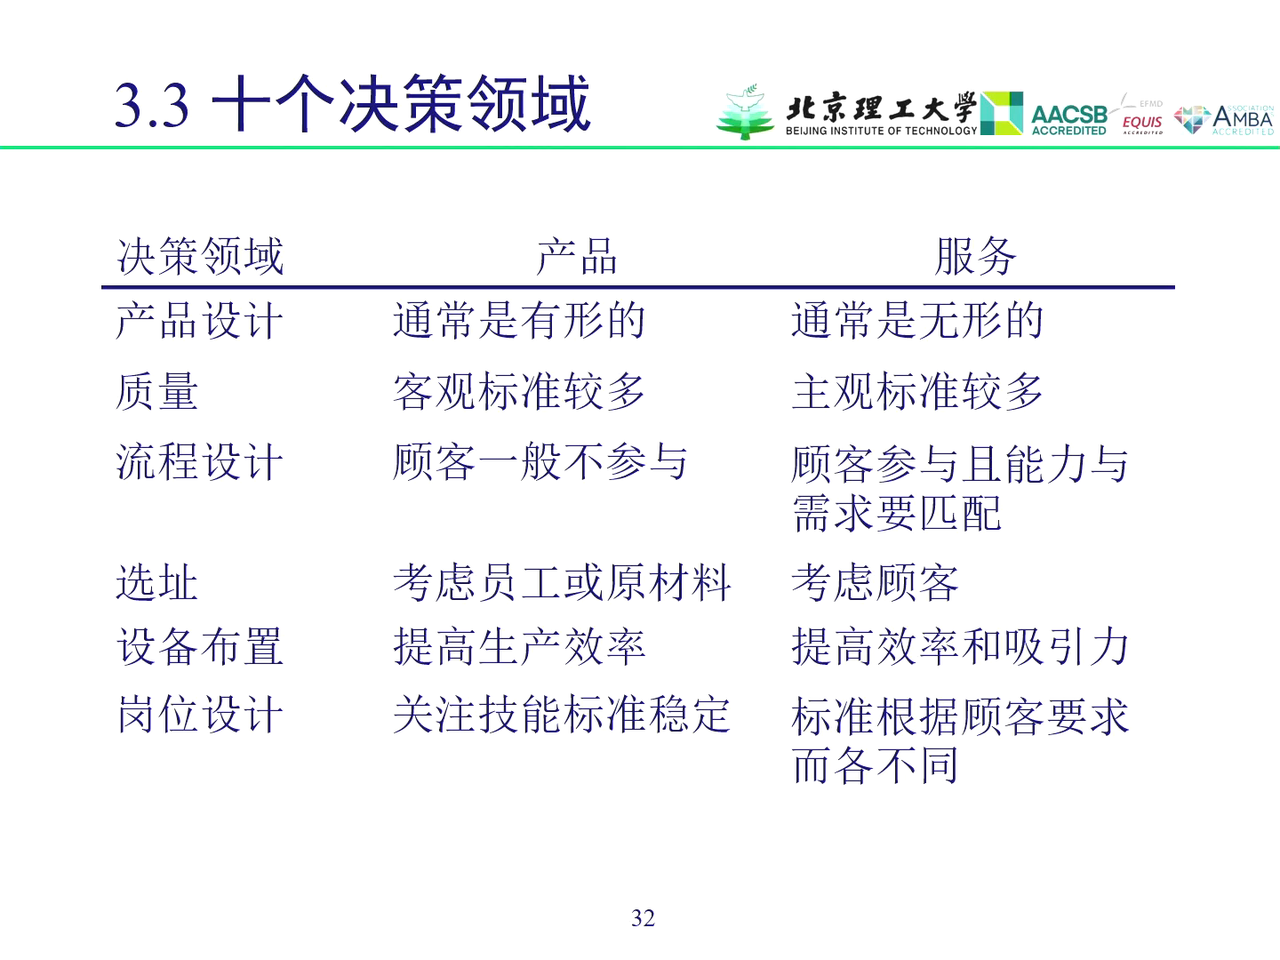 3.3 十个决策领域
北京理工大学
BEIJING INSTITUTE OF TECHNOLOGY
AACSB
ACCREDITED
EFMD
EQUIS
ACCREDITED
ASSOCIATION
AMBA
ACCREDITED
决策领域 产品 服务
产品设计 通常是有形的 通常是无形的
质量 客观标准较多 主观标准较多
流程设计 顾客一般不参与 顾客参与且能力与
需求要匹配
选址 考虑员工或原材料 考虑顾客
设备布置 提高生产效率 提高效率和吸引力
岗位设计 关注技能标准稳定 标准根据顾客要求
而各不同
32